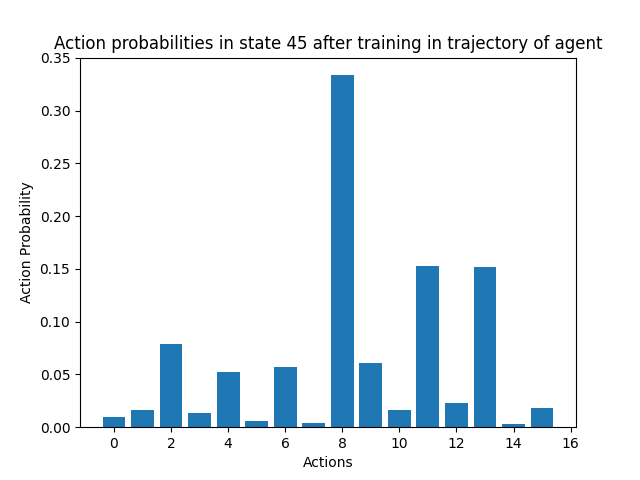 Action probabilities in state 45 after training in trajectory of agent
0.35
0.30
0.25
0.20
0.15
0.10
0.05
0.00
Action Probability
0 2 4 6 8 10 12 14 16
Actions